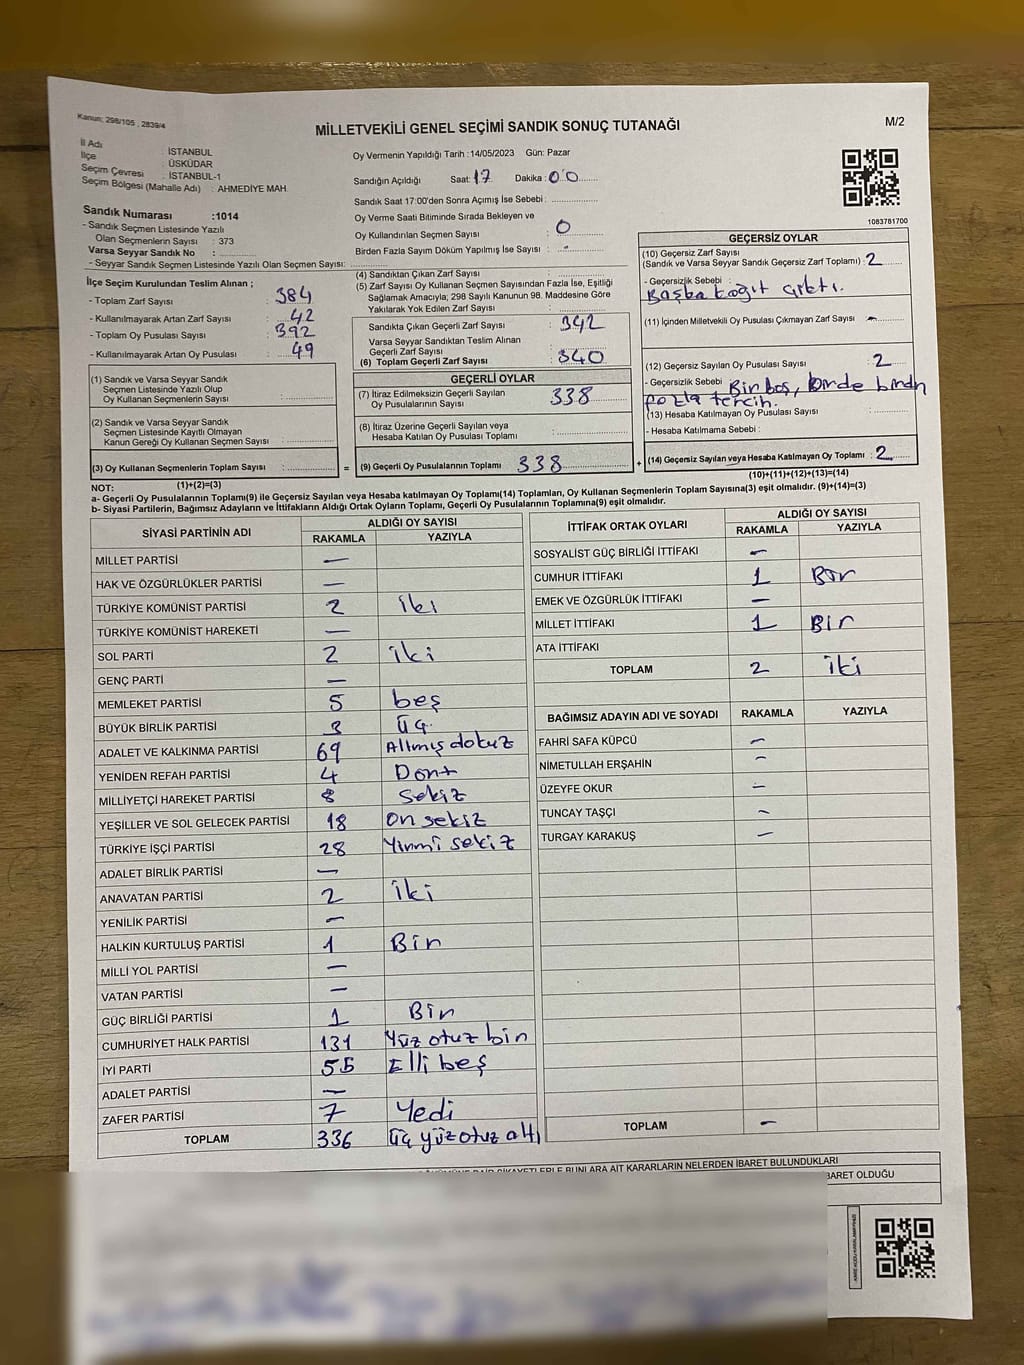 Kanun; 298/105 , 2839/4
MİLLETVEKİLİ GENEL SEÇİMİ SANDIK SONUÇ TUTANAĞI
M/2
İl Adı : İSTANBUL
İlçe : ÜSKÜDAR
Seçim Çevresi : İSTANBUL-1
Seçim Bölgesi (Mahalle Adı) : AHMEDİYE MAH.
Oy Vermenin Yapıldığı Tarih :14/05/2023 Gün: Pazar
Sandığın Açıldığı Saat: 17 Dakika : 00
Sandık Saat 17:00'den Sonra Açımış İse Sebebi :
Oy Verme Saati Bitiminde Sırada Bekleyen ve
Oy Kullandırılan Seçmen Sayısı : 0
Birden Fazla Sayım Döküm Yapılmış İse Sayısı : -
Sandık Numarası :1014
- Sandık Seçmen Listesinde Yazılı
Olan Seçmenlerin Sayısı : 373
Varsa Seyyar Sandık No :
- Seyyar Sandık Seçmen Listesinde Yazılı Olan Seçmen Sayısı:
1083781700
İlçe Seçim Kurulundan Teslim Alınan ;
- Toplam Zarf Sayısı : 384
- Kullanılmayarak Artan Zarf Sayısı : 42
- Toplam Oy Pusulası Sayısı : 392
- Kullanılmayarak Artan Oy Pusulası : 49
(1) Sandık ve Varsa Seyyar Sandık
Seçmen Listesinde Yazılı Olup
Oy Kullanan Seçmenlerin Sayısı :
(2) Sandık ve Varsa Seyyar Sandık
Seçmen Listesinde Kayıtlı Olmayan
Kanun Gereği Oy Kullanan Seçmen Sayısı :
(3) Oy Kullanan Seçmenlerin Toplam Sayısı : =
(1)+(2)=(3)
(4) Sandıktan Çıkan Zarf Sayısı :
(5) Zarf Sayısı Oy Kullanan Seçmen Sayısından Fazla İse, Eşitliği
Sağlamak Amacıyla; 298 Sayılı Kanunun 98. Maddesine Göre
Yakılarak Yok Edilen Zarf Sayısı :
Sandıkta Çıkan Geçerli Zarf Sayısı : 342
Varsa Seyyar Sandıktan Teslim Alınan
Geçerli Zarf Sayısı :
(6) Toplam Geçerli Zarf Sayısı : 340
GEÇERLİ OYLAR
(7) İtiraz Edilmeksizin Geçerli Sayılan
Oy Pusulalarının Sayısı : 338
(8) İtiraz Üzerine Geçerli Sayılan veya
Hesaba Katılan Oy Pusulası Toplamı :
(9) Geçerli Oy Pusulalarının Toplamı : 338 +
GEÇERSİZ OYLAR
(10) Geçersiz Zarf Sayısı
(Sandık ve Varsa Seyyar Sandık Geçersiz Zarf Toplamı) : 2
- Geçersizlik Sebebi :
Başka kağıt çıktı.
(11) İçinden Milletvekili Oy Pusulası Çıkmayan Zarf Sayısı : -
(12) Geçersiz Sayılan Oy Pusulası Sayısı : 2
- Geçersizlik Sebebi : Biri boş, birinde birden
fazla tercih.
(13) Hesaba Katılmayan Oy Pusulası Sayısı :
- Hesaba Katılmama Sebebi :
(14) Geçersiz Sayılan veya Hesaba Katılmayan Oy Toplamı : 2
(10)+(11)+(12)+(13)=(14)
NOT:
a- Geçerli Oy Pusulalarının Toplamı(9) ile Geçersiz Sayılan veya Hesaba katılmayan Oy Toplamı(14) Toplamları, Oy Kullanan Seçmenlerin Toplam Sayısına(3) eşit olmalıdır. (9)+(14)=(3)
b- Siyasi Partilerin, Bağımsız Adayların ve İttifakların Aldığı Ortak Oyların Toplamı, Geçerli Oy Pusulalarının Toplamına(9) eşit olmalıdır.
SİYASİ PARTİNİN ADI ALDIĞI OY SAYISI
RAKAMLA YAZIYLA
MİLLET PARTİSİ —
HAK VE ÖZGÜRLÜKLER PARTİSİ —
TÜRKİYE KOMÜNİST PARTİSİ 2 iki
TÜRKİYE KOMÜNİST HAREKETİ —
SOL PARTİ 2 iki
GENÇ PARTİ —
MEMLEKET PARTİSİ 5 beş
BÜYÜK BİRLİK PARTİSİ 3 üç
ADALET VE KALKINMA PARTİSİ 69 Altmış dokuz
YENİDEN REFAH PARTİSİ 4 Dört
MİLLİYETÇİ HAREKET PARTİSİ 8 Sekiz
YEŞİLLER VE SOL GELECEK PARTİSİ 18 On sekiz
TÜRKİYE İŞÇİ PARTİSİ 28 Yirmi sekiz
ADALET BİRLİK PARTİSİ —
ANAVATAN PARTİSİ 2 iki
YENİLİK PARTİSİ —
HALKIN KURTULUŞ PARTİSİ 1 Bir
MİLLİ YOL PARTİSİ —
VATAN PARTİSİ —
GÜÇ BİRLİĞİ PARTİSİ 1 Bir
CUMHURİYET HALK PARTİSİ 131 Yüz otuz bir
İYİ PARTİ 55 Elli beş
ADALET PARTİSİ —
ZAFER PARTİSİ 7 Yedi
TOPLAM 336 Üç yüz otuz altı
İTTİFAK ORTAK OYLARI ALDIĞI OY SAYISI
RAKAMLA YAZIYLA
SOSYALİST GÜÇ BİRLİĞİ İTTİFAKI —
CUMHUR İTTİFAKI 1 Bir
EMEK VE ÖZGÜRLÜK İTTİFAKI —
MİLLET İTTİFAKI 1 Bir
ATA İTTİFAKI
TOPLAM 2 iki
BAĞIMSIZ ADAYIN ADI VE SOYADI RAKAMLA YAZIYLA
FAHRİ SAFA KÜPCÜ —
NİMETULLAH ERŞAHİN —
ÜZEYFE OKUR —
TUNCAY TAŞÇI —
TURGAY KARAKUŞ —
TOPLAM —
ŞİKAYETLERLE BUNLARA AİT KARARLARIN NELERDEN İBARET BULUNDUKLARI
İBARET OLDUĞU